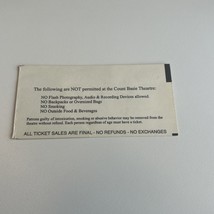 The following are NOT permitted at the Count Basie Theatre:
NO Flash Photography, Audio & Recording Devices allowed
NO Backpacks or Oversized Bags
NO Smoking
NO Outside Food & Beverages
Patrons guilty of intoxication, smoking or abusive behavior may be removed from the
theatre without refund. Each person regardless of age must have a ticket.
ALL TICKET SALES ARE FINAL - NO REFUNDS - NO EXCHANGES